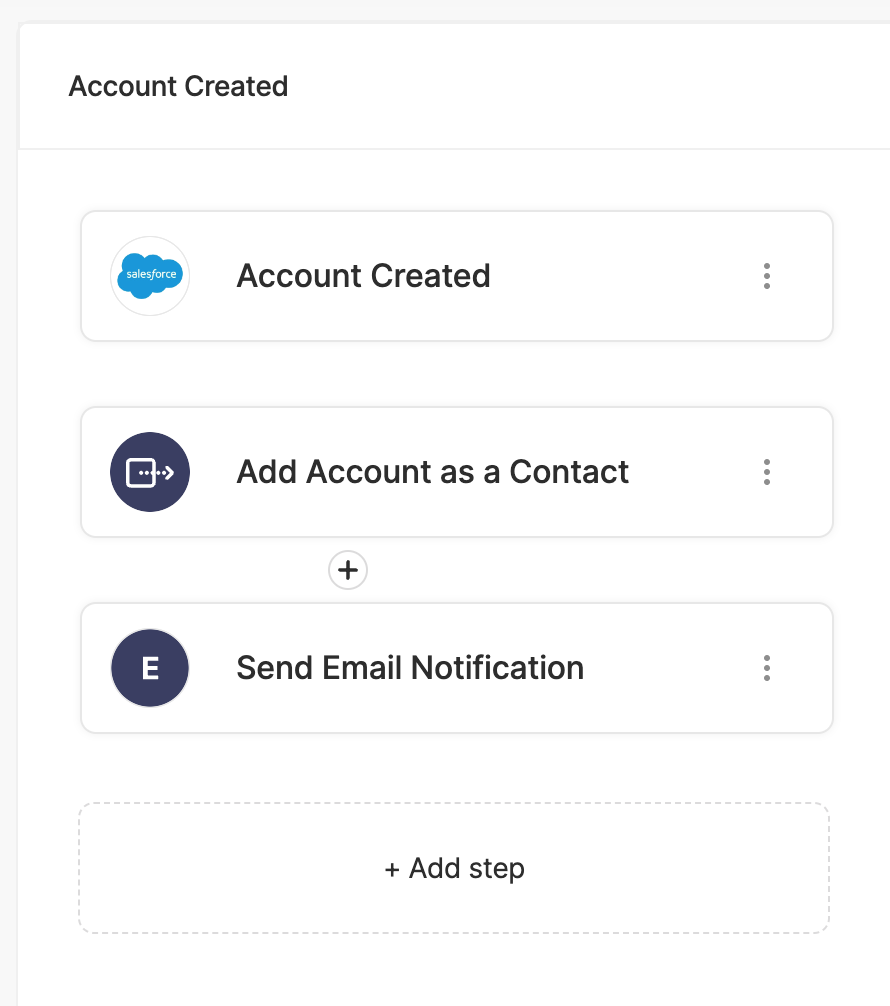 Account Created
salesforce
Account Created
Add Account as a Contact
+
E
Send Email Notification
+ Add step